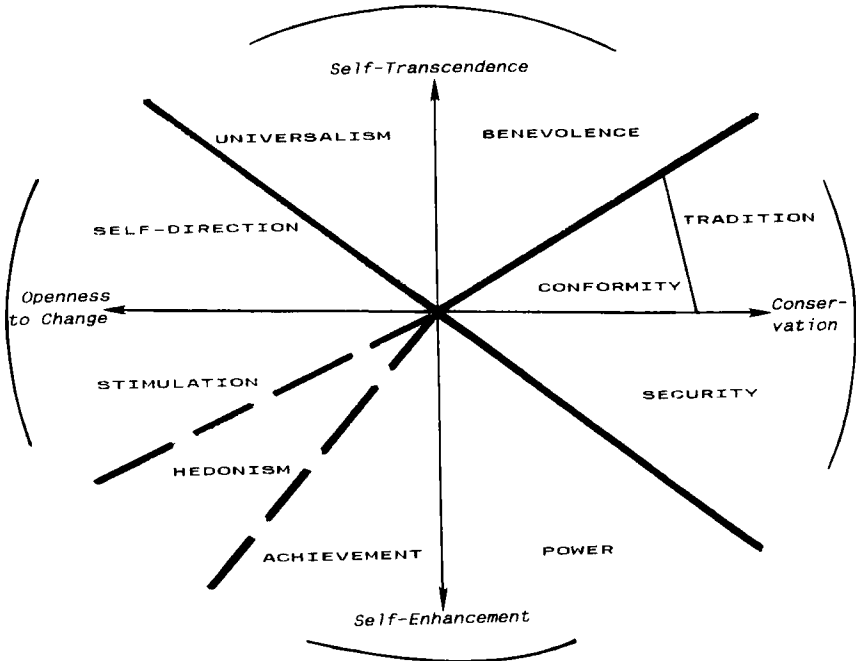 Self-Transcendence
UNIVERSALISM
BENEVOLENCE
TRADITION
SELF-DIRECTION
CONFORMITY
Openness
to Change
Conser-
vation
STIMULATION
SECURITY
HEDONISM
ACHIEVEMENT
POWER
Self-Enhancement